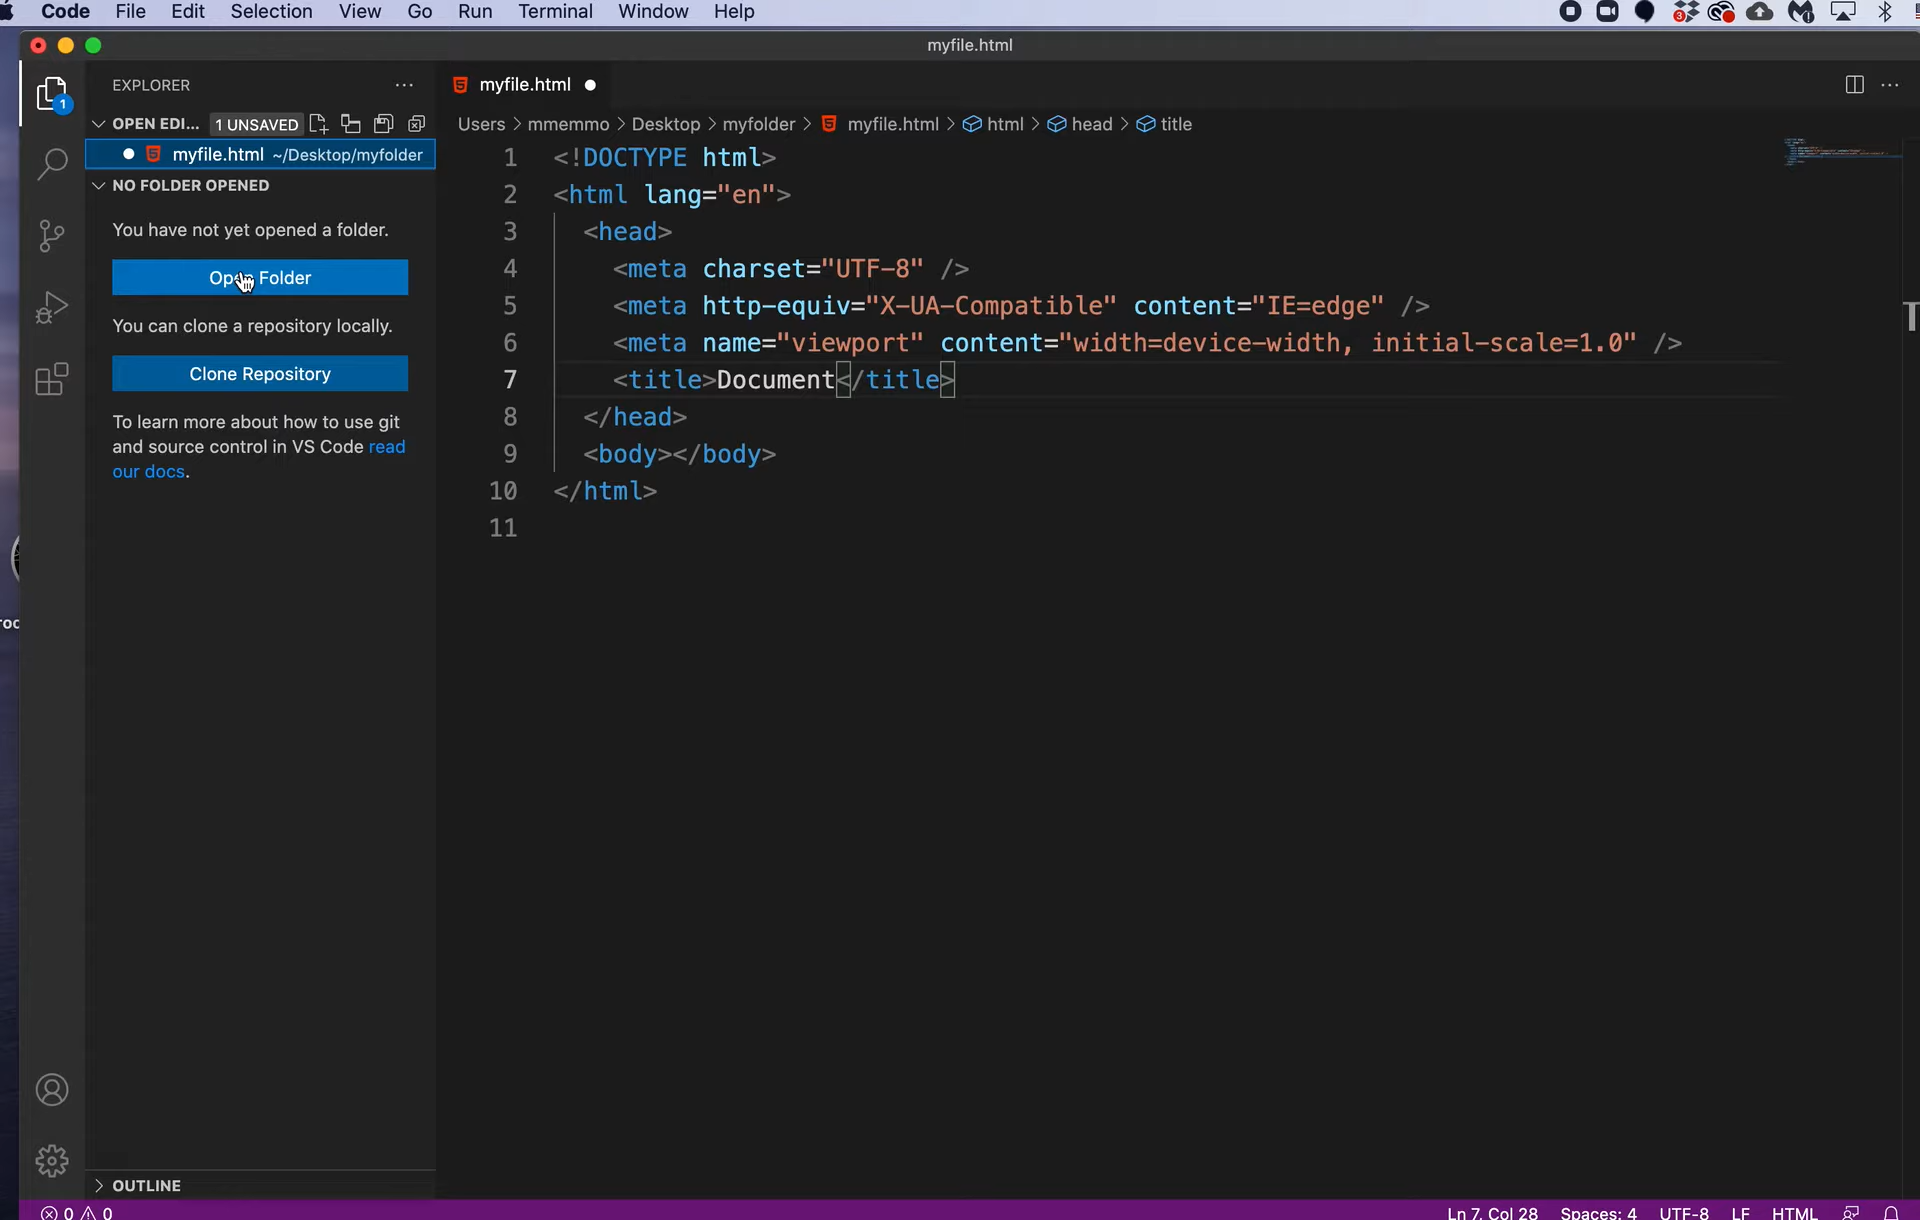 Code File Edit Selection View Go Run Terminal Window Help
3
myfile.html
EXPLORER
myfile.html
1
OPEN EDI... 1 UNSAVED
Users > mmemmo > Desktop > myfolder > myfile.html > html > head > title
myfile.html ~/Desktop/myfolder
NO FOLDER OPENED
You have not yet opened a folder.
Open Folder
You can clone a repository locally.
Clone Repository
To learn more about how to use git
and source control in VS Code read
our docs.
1 <!DOCTYPE html>
2 <html lang="en">
3 <head>
4 <meta charset="UTF-8" />
5 <meta http-equiv="X-UA-Compatible" content="IE=edge" />
6 <meta name="viewport" content="width=device-width, initial-scale=1.0" />
7 <title>Document</title>
8 </head>
9 <body></body>
10 </html>
11
OUTLINE
0 0
Ln 7, Col 28 Spaces: 4 UTF-8 LF HTML